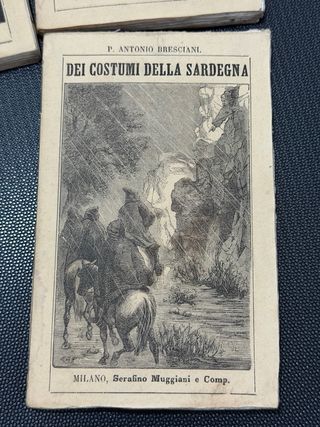 P. ANTONIO BRESCIANI.
DEI COSTUMI DELLA SARDEGNA
MILANO, Serafino Muggiani e Comp.